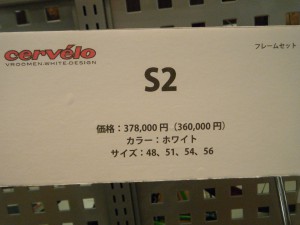 cervélo
VROOMEN.WHITE.DESIGN
フレームセット
S2
価格：378,000円（360,000円）
カラー：ホワイト
サイズ：48、51、54、56